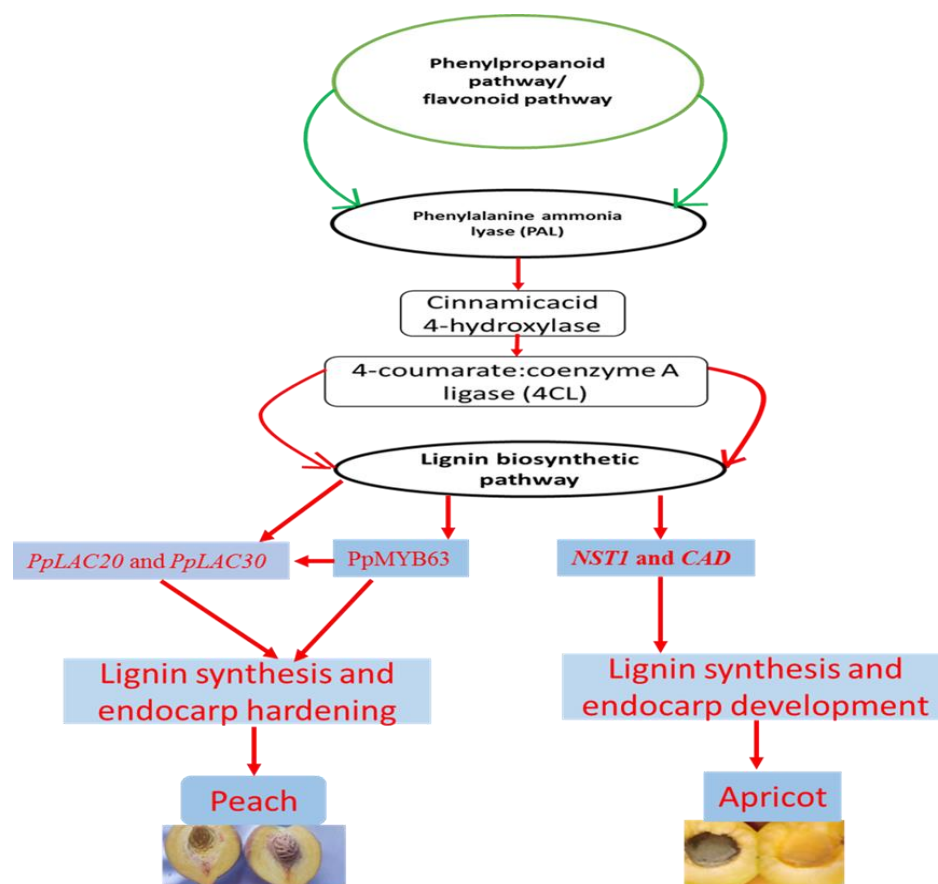 Phenylpropanoid
pathway/
flavonoid pathway
Phenylalanine ammonia
lyase (PAL)
Cinnamicacid
4-hydroxylase
4-coumarate:coenzyme A
ligase (4CL)
Lignin biosynthetic
pathway
PpLAC20 and PpLAC30
PpMYB63
NST1 and CAD
Lignin synthesis and
endocarp hardening
Lignin synthesis and
endocarp development
Peach
Apricot